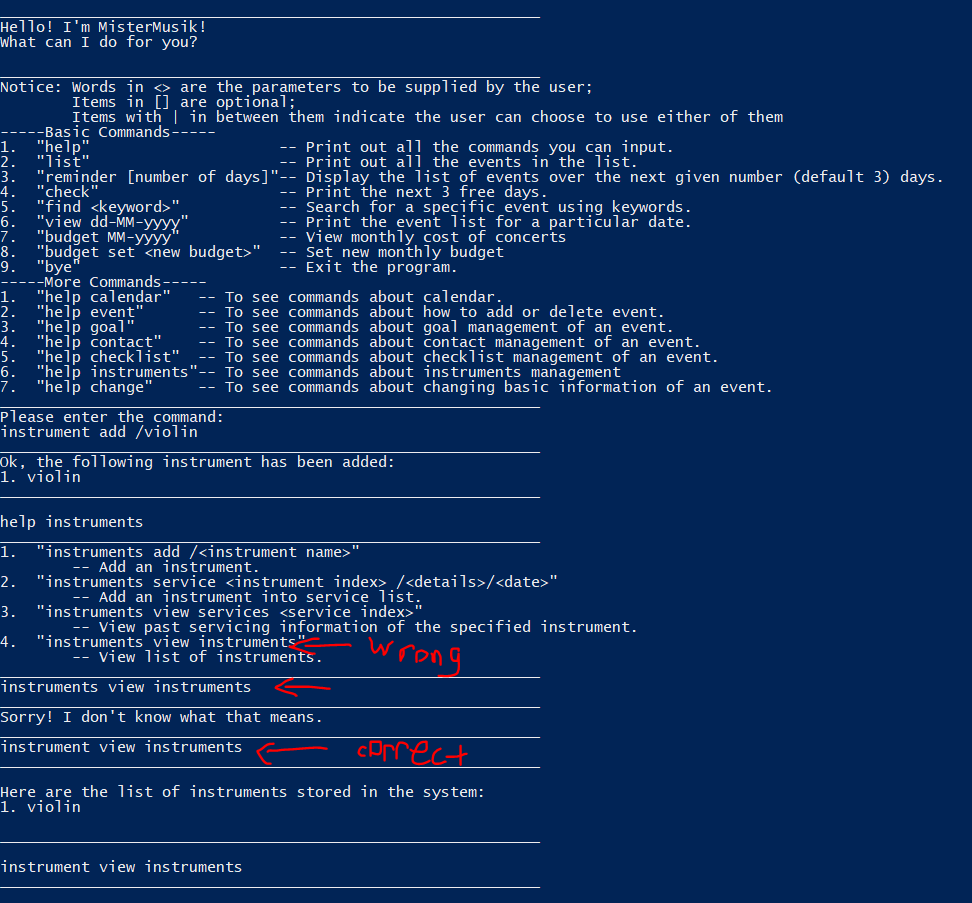 Hello! I'm MisterMusik!
What can I do for you?
Notice: Words in <> are the parameters to be supplied by the user;
Items in [] are optional;
Items with | in between them indicate the user can choose to use either of them
-----Basic Commands-----
1. "help" -- Print out all the commands you can input.
2. "list" -- Print out all the events in the list.
3. "reminder [number of days]"-- Display the list of events over the next given number (default 3) days.
4. "check" -- Print the next 3 free days.
5. "find <keyword>" -- Search for a specific event using keywords.
6. "view dd-MM-yyyy" -- Print the event list for a particular date.
7. "budget MM-yyyy" -- View monthly cost of concerts
8. "budget set <new budget>" -- Set new monthly budget
9. "bye" -- Exit the program.
-----More Commands-----
1. "help calendar" -- To see commands about calendar.
2. "help event" -- To see commands about how to add or delete event.
3. "help goal" -- To see commands about goal management of an event.
4. "help contact" -- To see commands about contact management of an event.
5. "help checklist" -- To see commands about checklist management of an event.
6. "help instruments"-- To see commands about instruments management
7. "help change" -- To see commands about changing basic information of an event.
Please enter the command:
instrument add /violin
Ok, the following instrument has been added:
1. violin
help instruments
1. "instruments add /<instrument name>"
-- Add an instrument.
2. "instruments service <instrument index> /<details>/<date>"
-- Add an instrument into service list.
3. "instruments view services <service index>"
-- View past servicing information of the specified instrument.
4. "instruments view instruments" wrong
-- View list of instruments.
instruments view instruments
Sorry! I don't know what that means.
instrument view instruments correct
Here are the list of instruments stored in the system:
1. violin
instrument view instruments